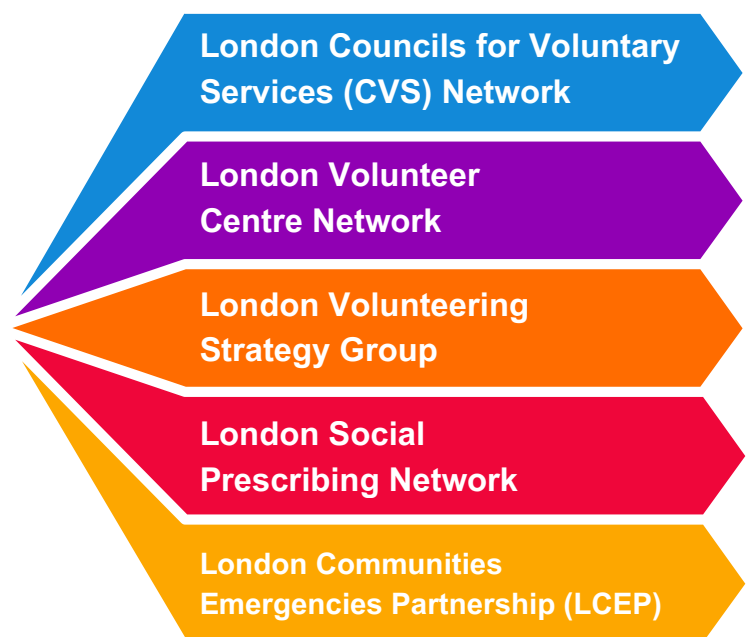 London Councils for Voluntary
Services (CVS) Network
London Volunteer
Centre Network
London Volunteering
Strategy Group
London Social
Prescribing Network
London Communities
Emergencies Partnership (LCEP)